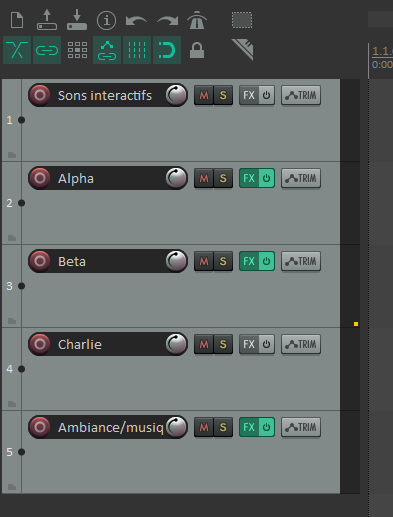 1.1.
0:00
1 Sons interactifs M S FX TRIM
2 Alpha M S FX TRIM
3 Beta M S FX TRIM
4 Charlie M S FX TRIM
5 Ambiance/musiq M S FX TRIM